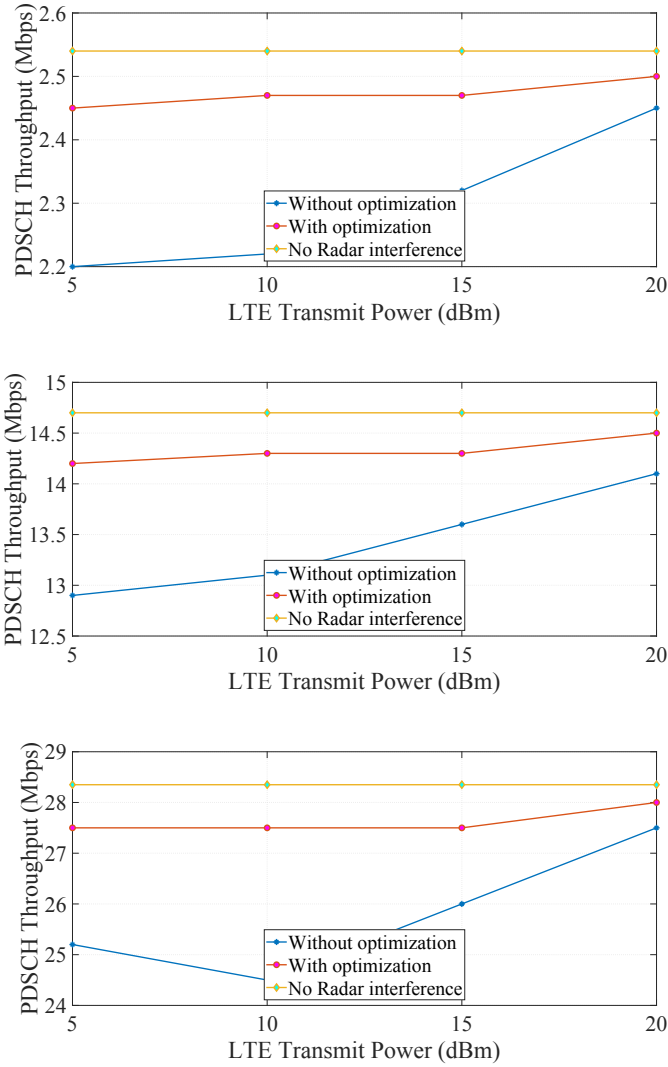 2.6
2.5
2.4
2.3
2.2
PDSCH Throughput (Mbps)
Without optimization
With optimization
No Radar interference
5 10 15 20
LTE Transmit Power (dBm)
15
14.5
14
13.5
13
12.5
PDSCH Throughput (Mbps)
Without optimization
With optimization
No Radar interference
5 10 15 20
LTE Transmit Power (dBm)
29
28
27
26
25
24
PDSCH Throughput (Mbps)
Without optimization
With optimization
No Radar interference
5 10 15 20
LTE Transmit Power (dBm)